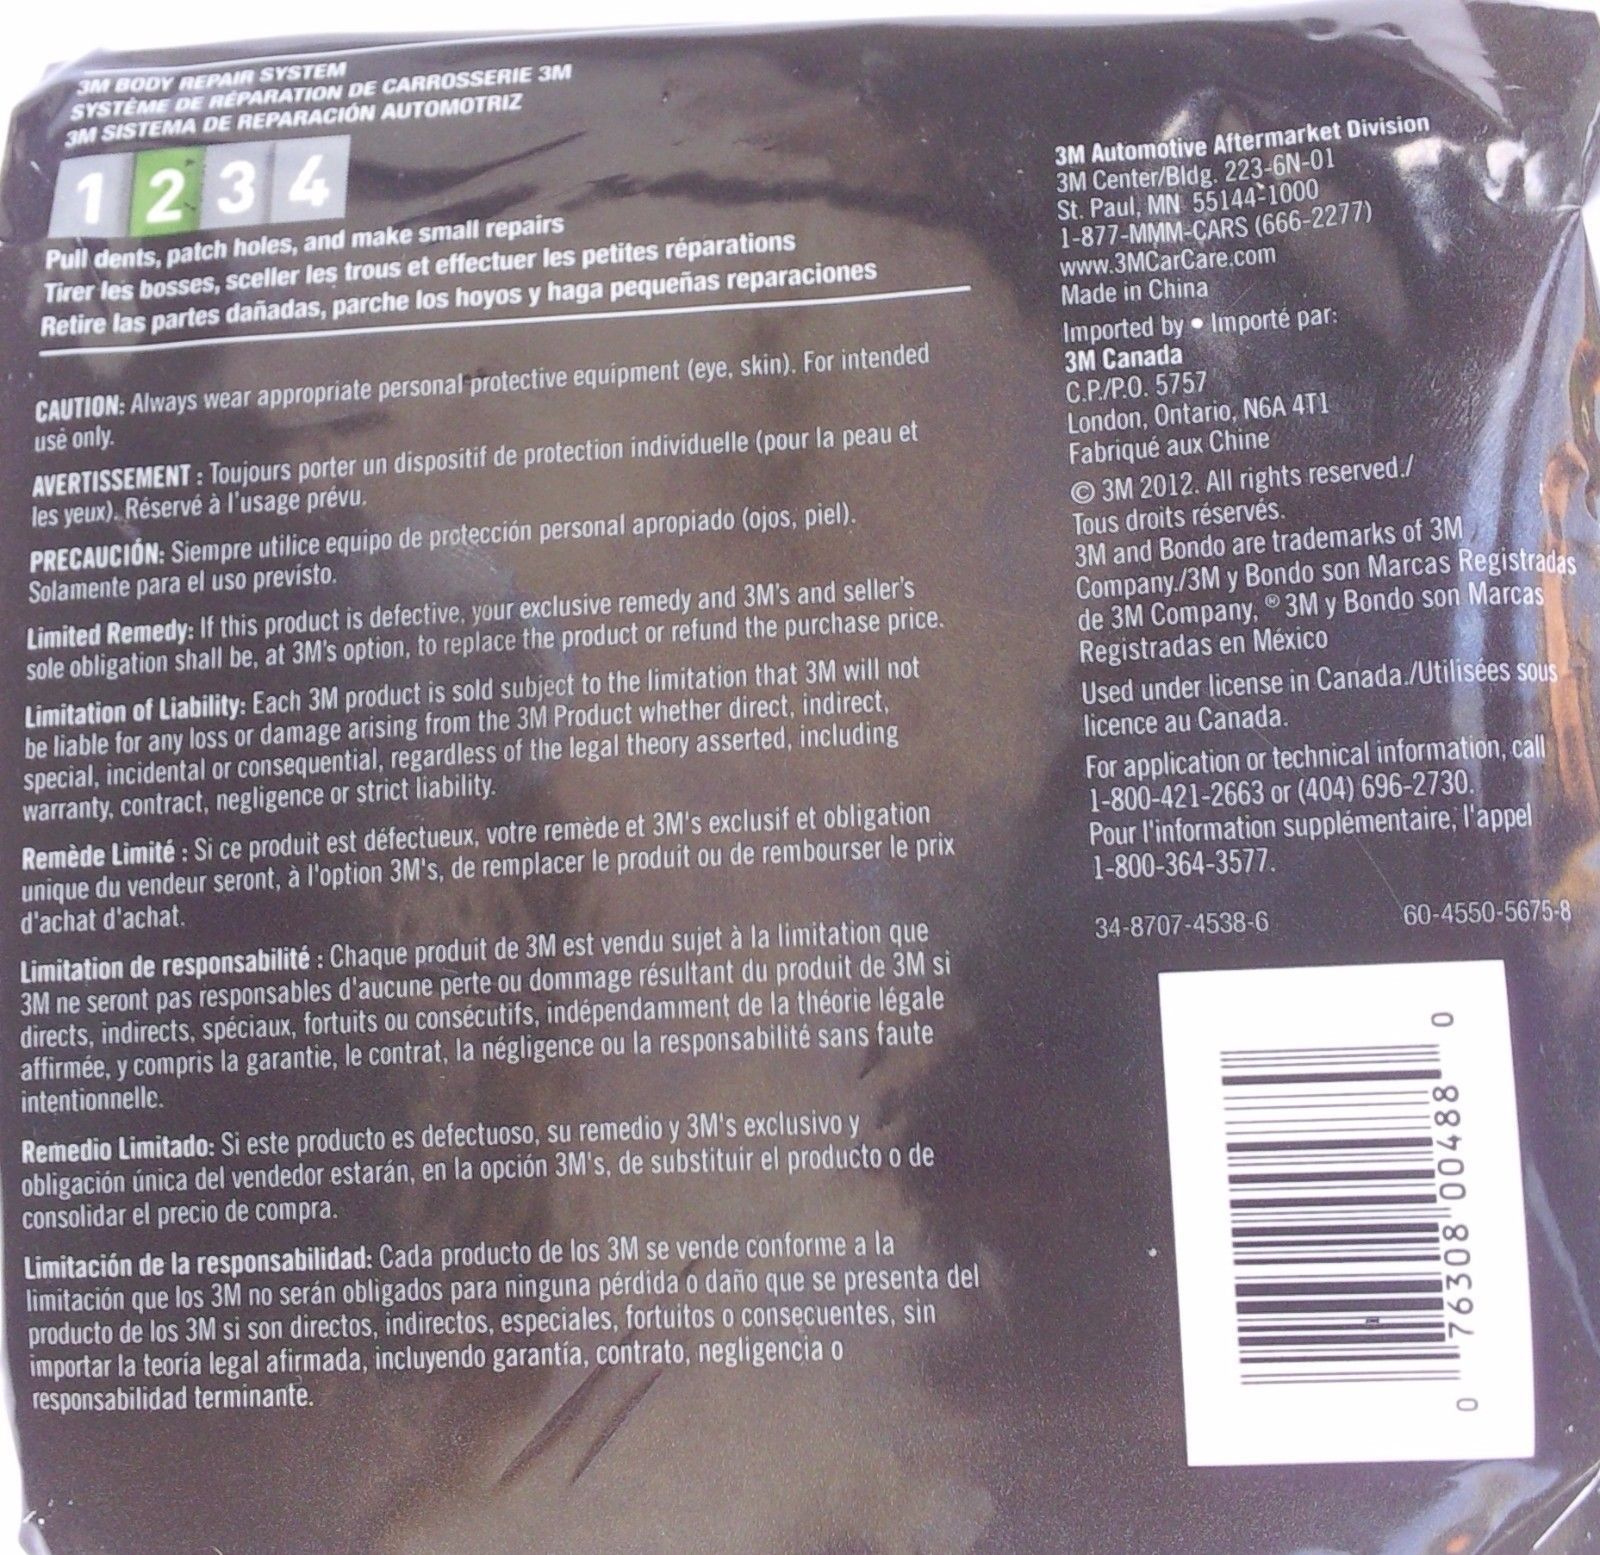 3M BODY REPAIR SYSTEM
SYSTÈME DE RÉPARATION DE CARROSSERIE 3M
3M SISTEMA DE REPARACIÓN AUTOMOTRIZ
1 2 3 4
Pull dents, patch holes, and make small repairs
Tirer les bosses, sceller les trous et effectuer les petites réparations
Retire las partes dañadas, parche los hoyos y haga pequeñas reparaciones
CAUTION: Always wear appropriate personal protective equipment (eye, skin). For intended
use only.
AVERTISSEMENT : Toujours porter un dispositif de protection individuelle (pour la peau et
les yeux). Réservé à l'usage prévu.
PRECAUCIÓN: Siempre utilice equipo de protección personal apropiado (ojos, piel).
Solamente para el uso previsto.
Limited Remedy: If this product is defective, your exclusive remedy and 3M's and seller's
sole obligation shall be, at 3M's option, to replace the product or refund the purchase price.
Limitation of Liability: Each 3M product is sold subject to the limitation that 3M will not
be liable for any loss or damage arising from the 3M Product whether direct, indirect,
special, incidental or consequential, regardless of the legal theory asserted, including
warranty, contract, negligence or strict liability.
Remède Limité : Si ce produit est défectueux, votre remède et 3M's exclusif et obligation
unique du vendeur seront, à l'option 3M's, de remplacer le produit ou de rembourser le prix
d'achat d'achat.
Limitation de responsabilité : Chaque produit de 3M est vendu sujet à la limitation que
3M ne seront pas responsables d'aucune perte ou dommage résultant du produit de 3M si
directs, indirects, spéciaux, fortuits ou consécutifs, indépendamment de la théorie légale
affirmée, y compris la garantie, le contrat, la négligence ou la responsabilité sans faute
intentionnelle.
Remedio Limitado: Si este producto es defectuoso, su remedio y 3M's exclusivo y
obligación única del vendedor estarán, en la opción 3M's, de substituir el producto o de
consolidar el precio de compra.
Limitación de la responsabilidad: Cada producto de los 3M se vende conforme a la
limitación que los 3M no serán obligados para ninguna pérdida o daño que se presenta del
producto de los 3M si son directos, indirectos, especiales, fortuitos o consecuentes, sin
importar la teoría legal afirmada, incluyendo garantía, contrato, negligencia o
responsabilidad terminante.
3M Automotive Aftermarket Division
3M Center/Bldg. 223-6N-01
St. Paul, MN 55144-1000
1-877-MMM-CARS (666-2277)
www.3MCarCare.com
Made in China
Imported by • Importé par:
3M Canada
C.P./P.O. 5757
London, Ontario, N6A 4T1
Fabriqué aux Chine
© 3M 2012. All rights reserved./
Tous droits réservés.
3M and Bondo are trademarks of 3M
Company./3M y Bondo son Marcas Registradas
de 3M Company, ® 3M y Bondo son Marcas
Registradas en México
Used under license in Canada./Utilisées sous
licence au Canada.
For application or technical information, call
1-800-421-2663 or (404) 696-2730.
Pour l'information supplémentaire, l'appel
1-800-364-3577.
34-8707-4538-6 60-4550-5675-8
0 76308 00488 0